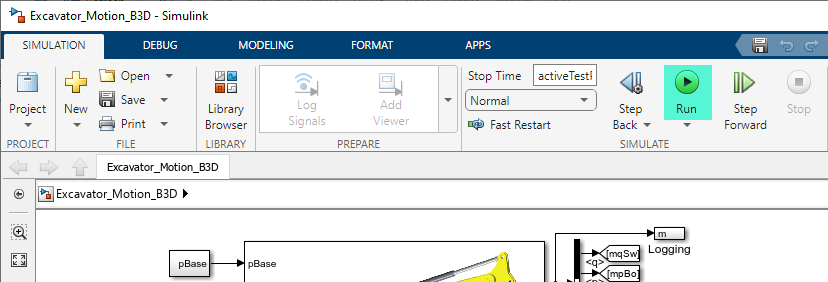 Excavator_Motion_B3D - Simulink
SIMULATION DEBUG MODELING FORMAT APPS
Project
PROJECT
New
Open
Save
Print
FILE
Library
Browser
LIBRARY
Log
Signals
Add
Viewer
PREPARE
Stop Time activeTestI
Normal
Fast Restart
Step
Back
Run
Step
Forward
Stop
SIMULATE
Excavator_Motion_B3D
Excavator_Motion_B3D
pBase
pBase
m
Logging
[mqSw]
<q>
[mpBo]